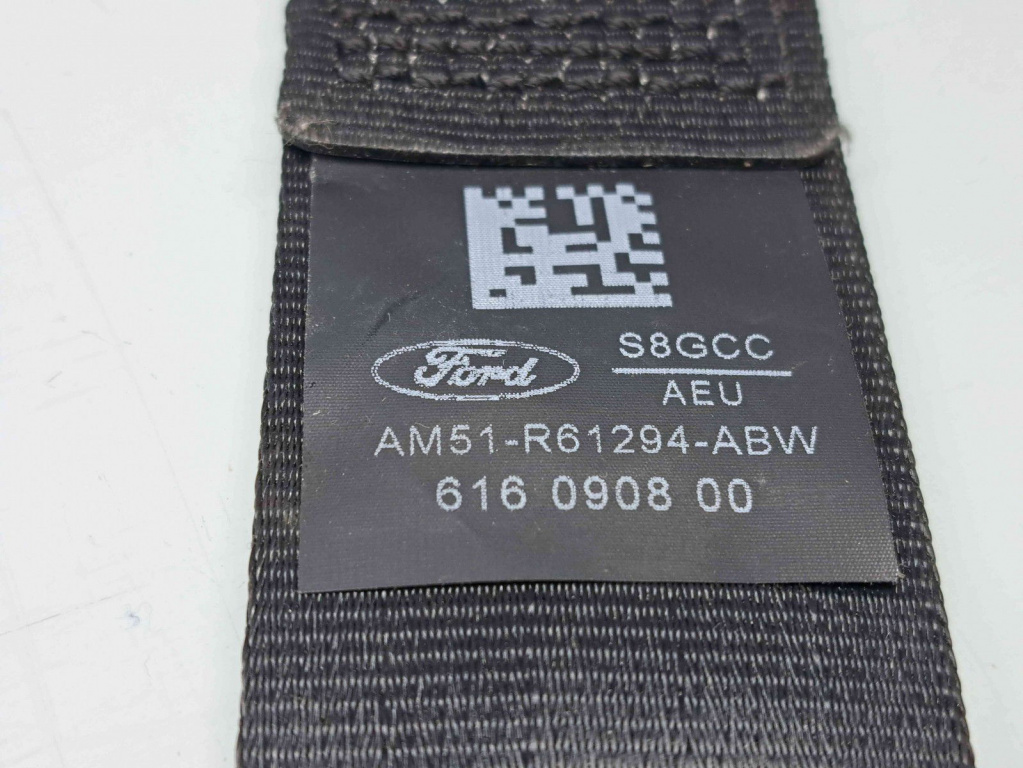 Ford
S8GCC
AEU
AM51-R61294-ABW
616 0908 00